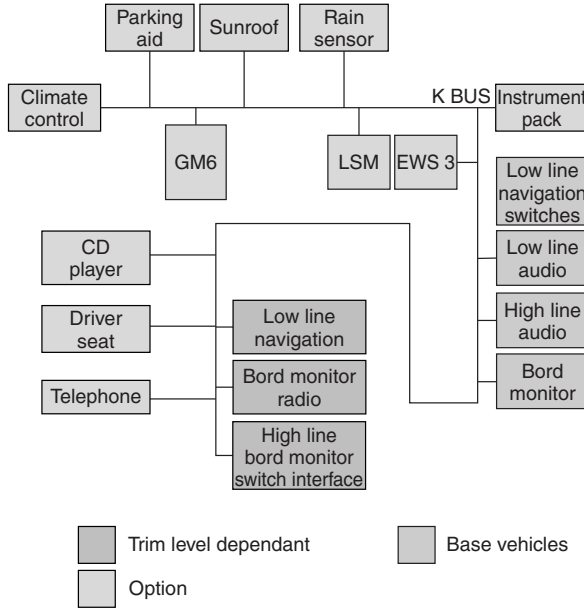 Parking
aid
Sunroof
Rain
sensor
Climate
control
K BUS
Instrument
pack
GM6
LSM
EWS 3
Low line
navigation
switches
CD
player
Low line
audio
Driver
seat
Low line
navigation
High line
audio
Telephone
Bord monitor
radio
Bord
monitor
High line
bord monitor
switch interface
Trim level dependant
Base vehicles
Option